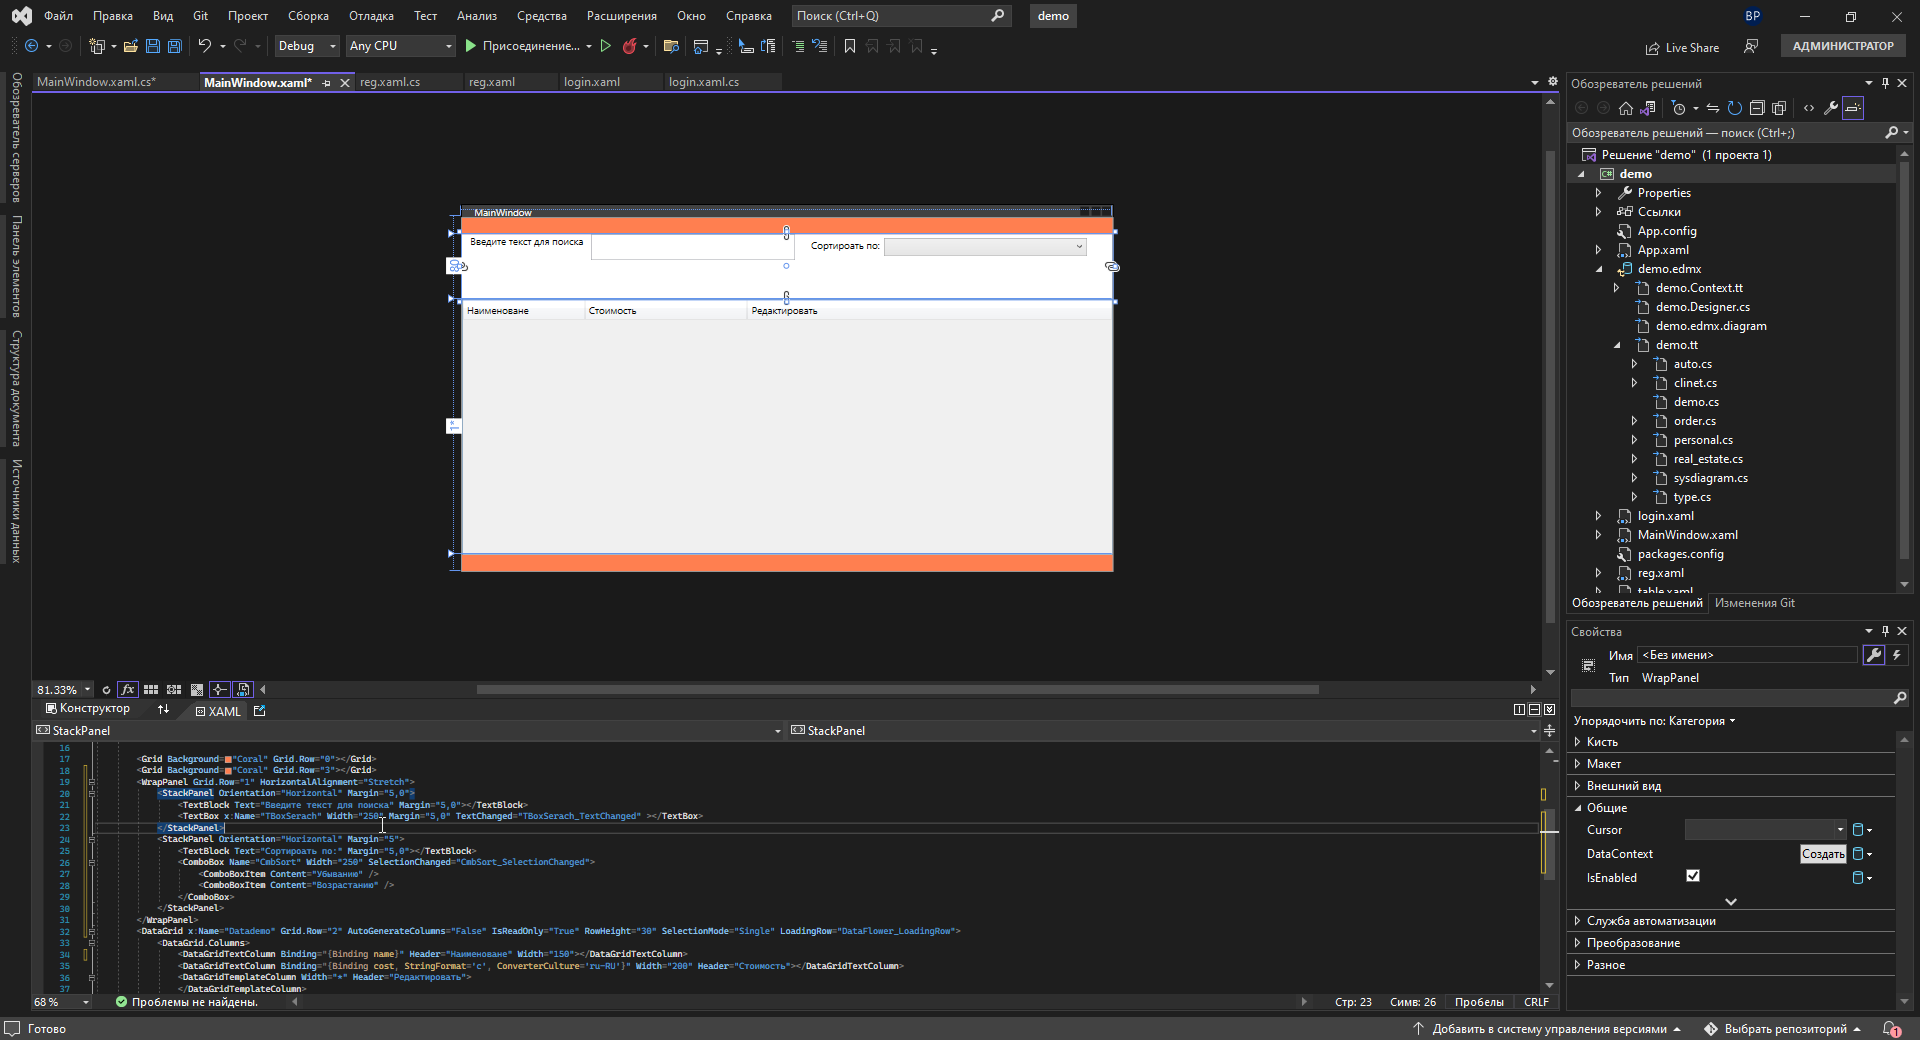 Файл Правка Вид Git Проект Сборка Отладка Тест Анализ Средства Расширения Окно Справка Поиск (Ctrl+Q) demo BP
Debug Any CPU Присоединение... Live Share АДМИНИСТРАТОР
MainWindow.xaml.cs* MainWindow.xaml* reg.xaml.cs reg.xaml login.xaml login.xaml.cs
Обозреватель серверов
Панель элементов
Структура документа
Источники данных
MainWindow
Введите текст для поиска Сортироать по:
Наименоване Стоимость Редактировать
1*
81.33%
Конструктор XAML
StackPanel StackPanel
16
17 <Grid Background="Coral" Grid.Row="0"></Grid>
18 <Grid Background="Coral" Grid.Row="3"></Grid>
19 <WrapPanel Grid.Row="1" HorizontalAlignment="Stretch">
20 <StackPanel Orientation="Horizontal" Margin="5,0">
21 <TextBlock Text="Введите текст для поиска" Margin="5,0"></TextBlock>
22 <TextBox x:Name="TBoxSerach" Width="250" Margin="5,0" TextChanged="TBoxSerach_TextChanged" ></TextBox>
23 </StackPanel>
24 <StackPanel Orientation="Horizontal" Margin="5">
25 <TextBlock Text="Сортироать по:" Margin="5,0"></TextBlock>
26 <ComboBox Name="CmbSort" Width="250" SelectionChanged="CmbSort_SelectionChanged">
27 <ComboBoxItem Content="Убыванию" />
28 <ComboBoxItem Content="Возрастанию" />
29 </ComboBox>
30 </StackPanel>
31 </WrapPanel>
32 <DataGrid x:Name="Datademo" Grid.Row="2" AutoGenerateColumns="False" IsReadOnly="True" RowHeight="30" SelectionMode="Single" LoadingRow="DataFlower_LoadingRow">
33 <DataGrid.Columns>
34 <DataGridTextColumn Binding="{Binding name}" Header="Наименоване" Width="150"></DataGridTextColumn>
35 <DataGridTextColumn Binding="{Binding cost, StringFormat='c', ConverterCulture='ru-RU'}" Width="200" Header="Стоимость"></DataGridTextColumn>
36 <DataGridTemplateColumn Width="*" Header="Редактировать">
37 </DataGridTemplateColumn>
68 % Проблемы не найдены. Стр: 23 Симв: 26 Пробелы CRLF
Обозреватель решений
Обозреватель решений — поиск (Ctrl+;)
Решение "demo" (1 проекта 1)
demo
Properties
Ссылки
App.config
App.xaml
demo.edmx
demo.Context.tt
demo.Designer.cs
demo.edmx.diagram
demo.tt
auto.cs
clinet.cs
demo.cs
order.cs
personal.cs
real_estate.cs
sysdiagram.cs
type.cs
login.xaml
MainWindow.xaml
packages.config
reg.xaml
table.xaml
Обозреватель решений Изменения Git
Свойства
Имя <Без имени>
Тип WrapPanel
Упорядочить по: Категория
Кисть
Макет
Внешний вид
Общие
Cursor
DataContext Создать
IsEnabled
Служба автоматизации
Преобразование
Разное
Готово Добавить в систему управления версиями Выбрать репозиторий 1